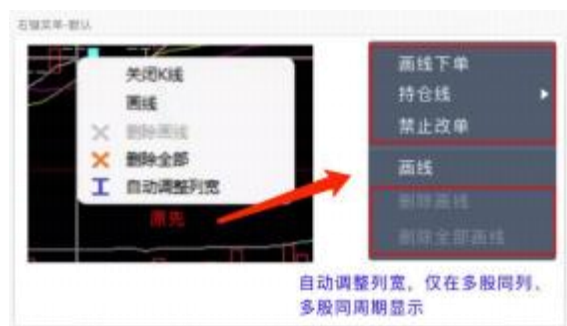 右键菜单-默认
关闭K线
画线
删除画线
删除全部
自动调整列宽
原先
画线下单
持仓线
禁止改单
画线
删除画线
删除全部画线
自动调整列宽，仅在多股同列、
多股同周期显示